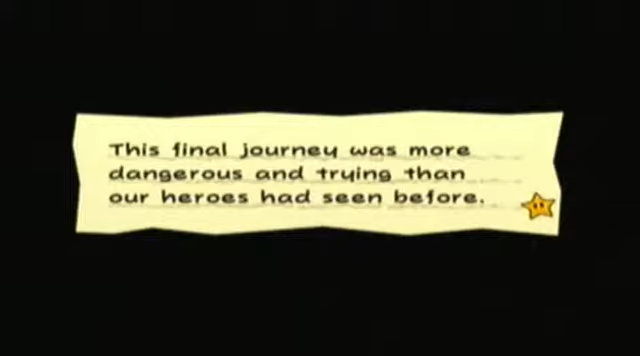 This final journey was more
dangerous and trying than
our heroes had seen before.